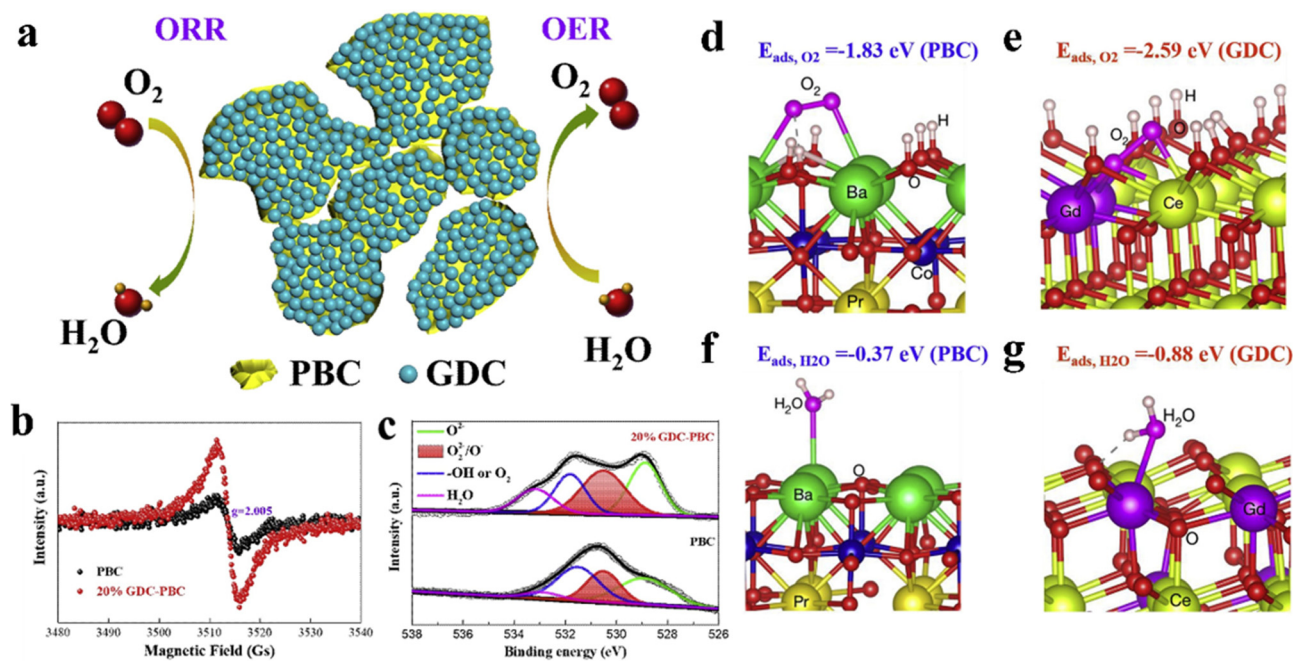 a
ORR
OER
O₂
O₂
H₂O
H₂O
PBC
GDC
b
Intensity (a.u.)
g=2.005
PBC
20% GDC-PBC
3480 3490 3500 3510 3520 3530 3540
Magnetic Field (Gs)
c
Intensity (a.u.)
O²⁻
O₂²⁻/O⁻
-OH or O₂
H₂O
20% GDC-PBC
PBC
538 536 534 532 530 528 526
Binding energy (eV)
d
Eads, O2 =-1.83 eV (PBC)
O₂
H
Ba
O
Co
Pr
e
Eads, O2 =-2.59 eV (GDC)
H
O₂
O
Gd
Ce
f
Eads, H2O =-0.37 eV (PBC)
H₂O
O
Ba
Pr
g
Eads, H2O =-0.88 eV (GDC)
H₂O
Gd
O
Ce